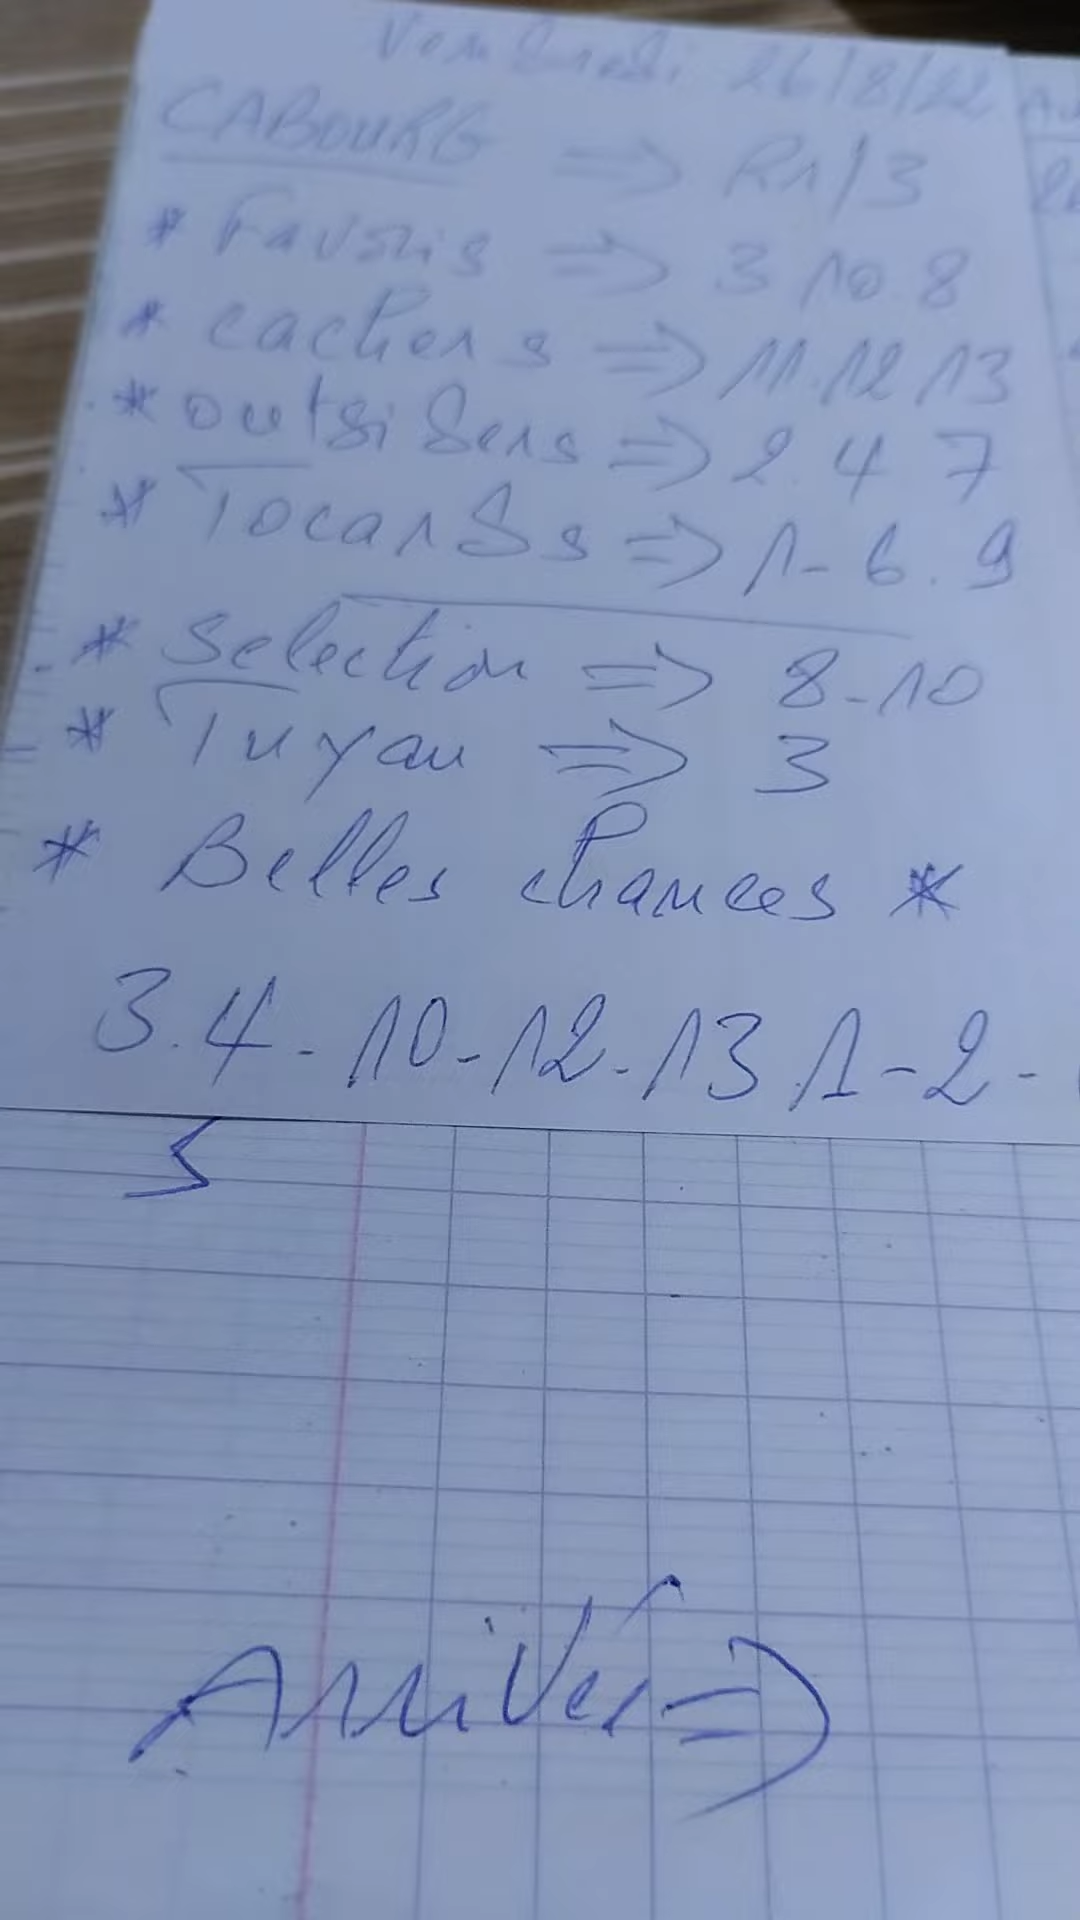 Vendredi 26/8/22
CABOURG => R1/3
* Favoris => 3 10.8
* cachers => 11.12 13
* outsiders => 2.4 7
* Tocards => 1-6.9
* Selection => 8-10
* Tuyau => 3
* Belles chances *
3.4-10-12-13 1-2-
Arrivée =>